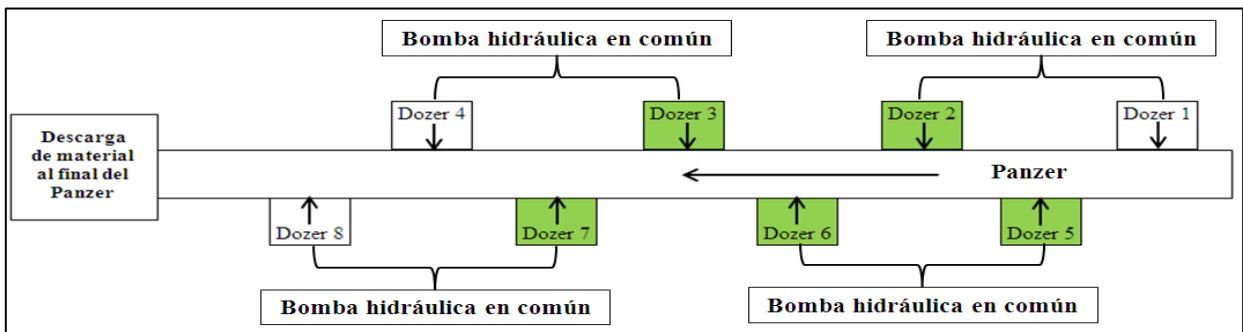 Bomba hidráulica en común
Bomba hidráulica en común
Dozer 4
Dozer 3
Dozer 2
Dozer 1
Descarga
de material
al final del
Panzer
Panzer
Dozer 8
Dozer 7
Dozer 6
Dozer 5
Bomba hidráulica en común
Bomba hidráulica en común